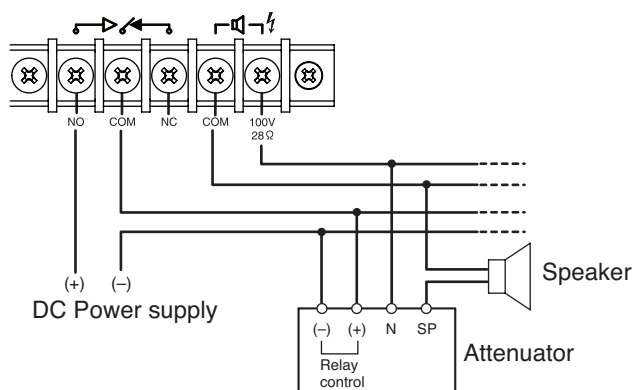 NO COM NC COM 100V
28Ω
(+) (–)
DC Power supply
Speaker
(–) (+) N SP
Attenuator
Relay
control